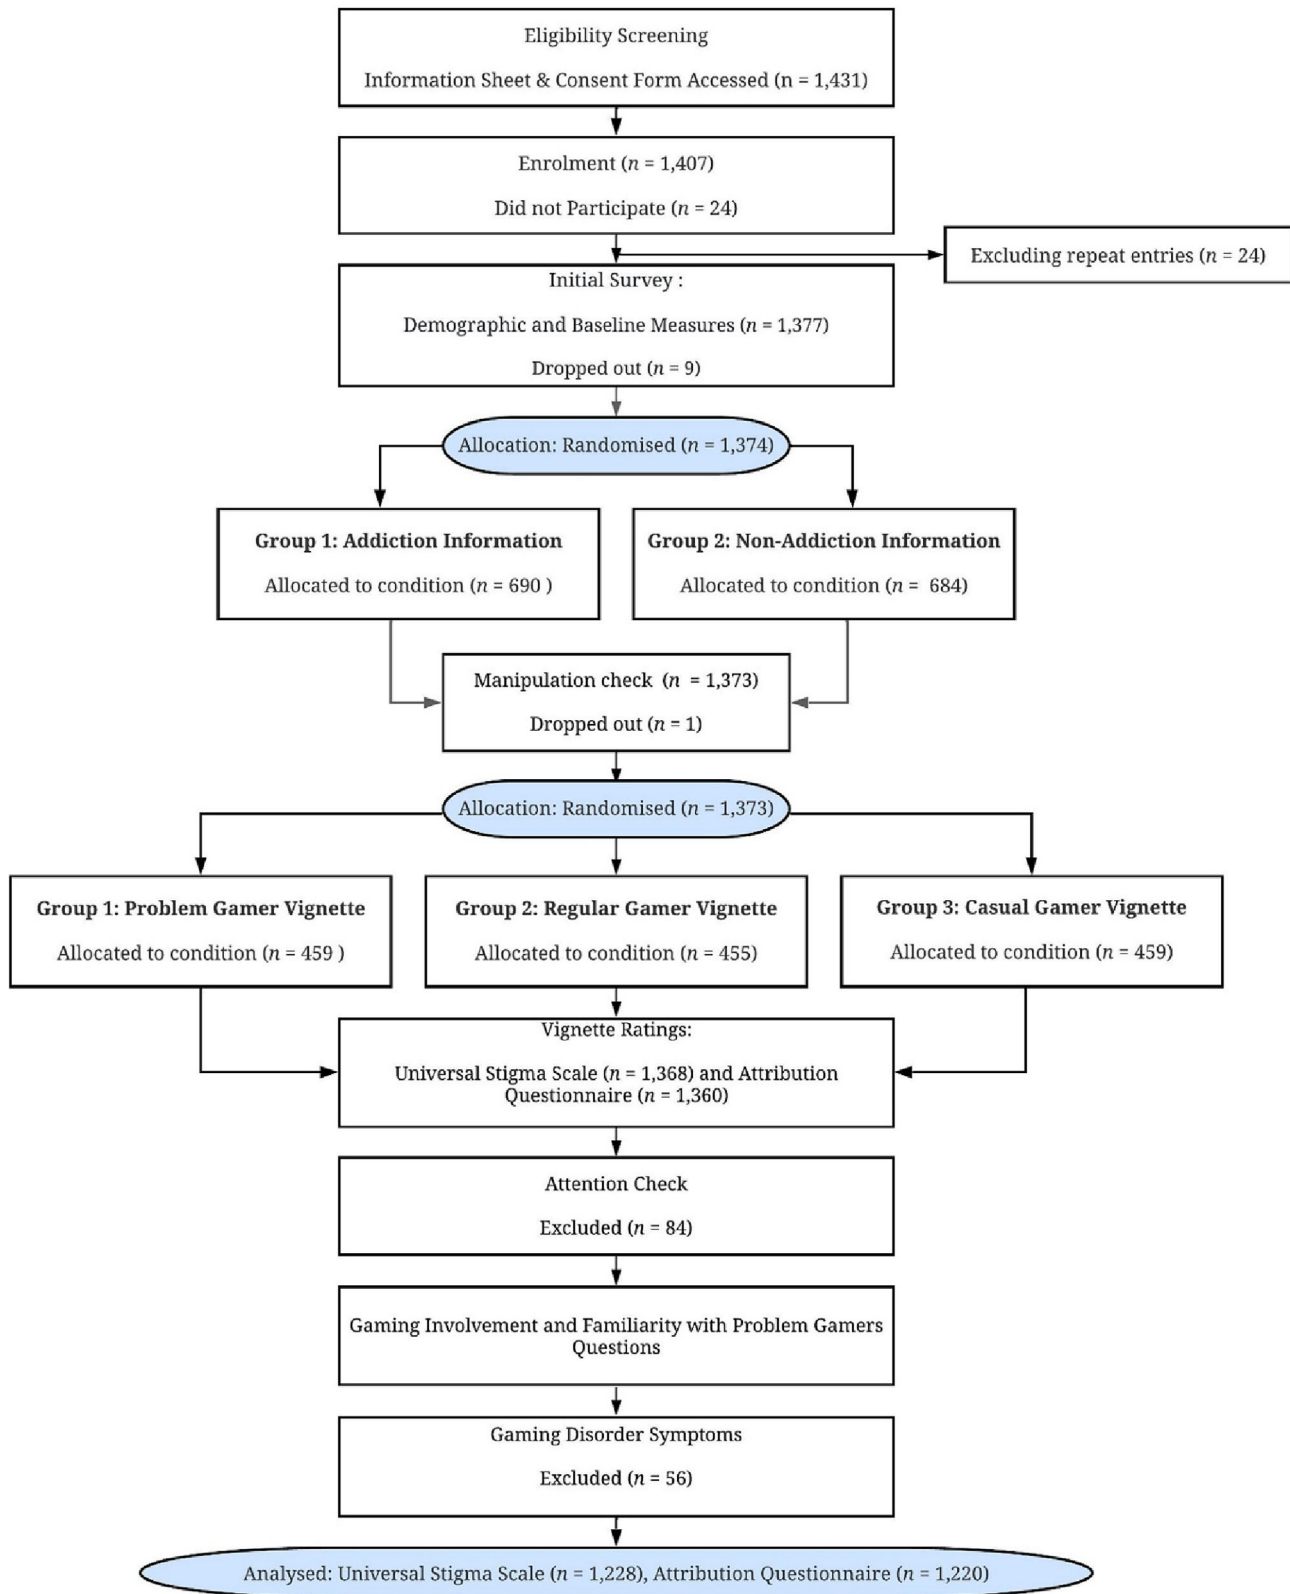 Eligibility Screening
Information Sheet & Consent Form Accessed (n = 1,431)
Enrolment (n = 1,407)
Did not Participate (n = 24)
Excluding repeat entries (n = 24)
Initial Survey :
Demographic and Baseline Measures (n = 1,377)
Dropped out (n = 9)
Allocation: Randomised (n = 1,374)
Group 1: Addiction Information
Allocated to condition (n = 690 )
Group 2: Non-Addiction Information
Allocated to condition (n = 684)
Manipulation check (n = 1,373)
Dropped out (n = 1)
Allocation: Randomised (n = 1,373)
Group 1: Problem Gamer Vignette
Allocated to condition (n = 459 )
Group 2: Regular Gamer Vignette
Allocated to condition (n = 455)
Group 3: Casual Gamer Vignette
Allocated to condition (n = 459)
Vignette Ratings:
Universal Stigma Scale (n = 1,368) and Attribution
Questionnaire (n = 1,360)
Attention Check
Excluded (n = 84)
Gaming Involvement and Familiarity with Problem Gamers
Questions
Gaming Disorder Symptoms
Excluded (n = 56)
Analysed: Universal Stigma Scale (n = 1,228), Attribution Questionnaire (n = 1,220)